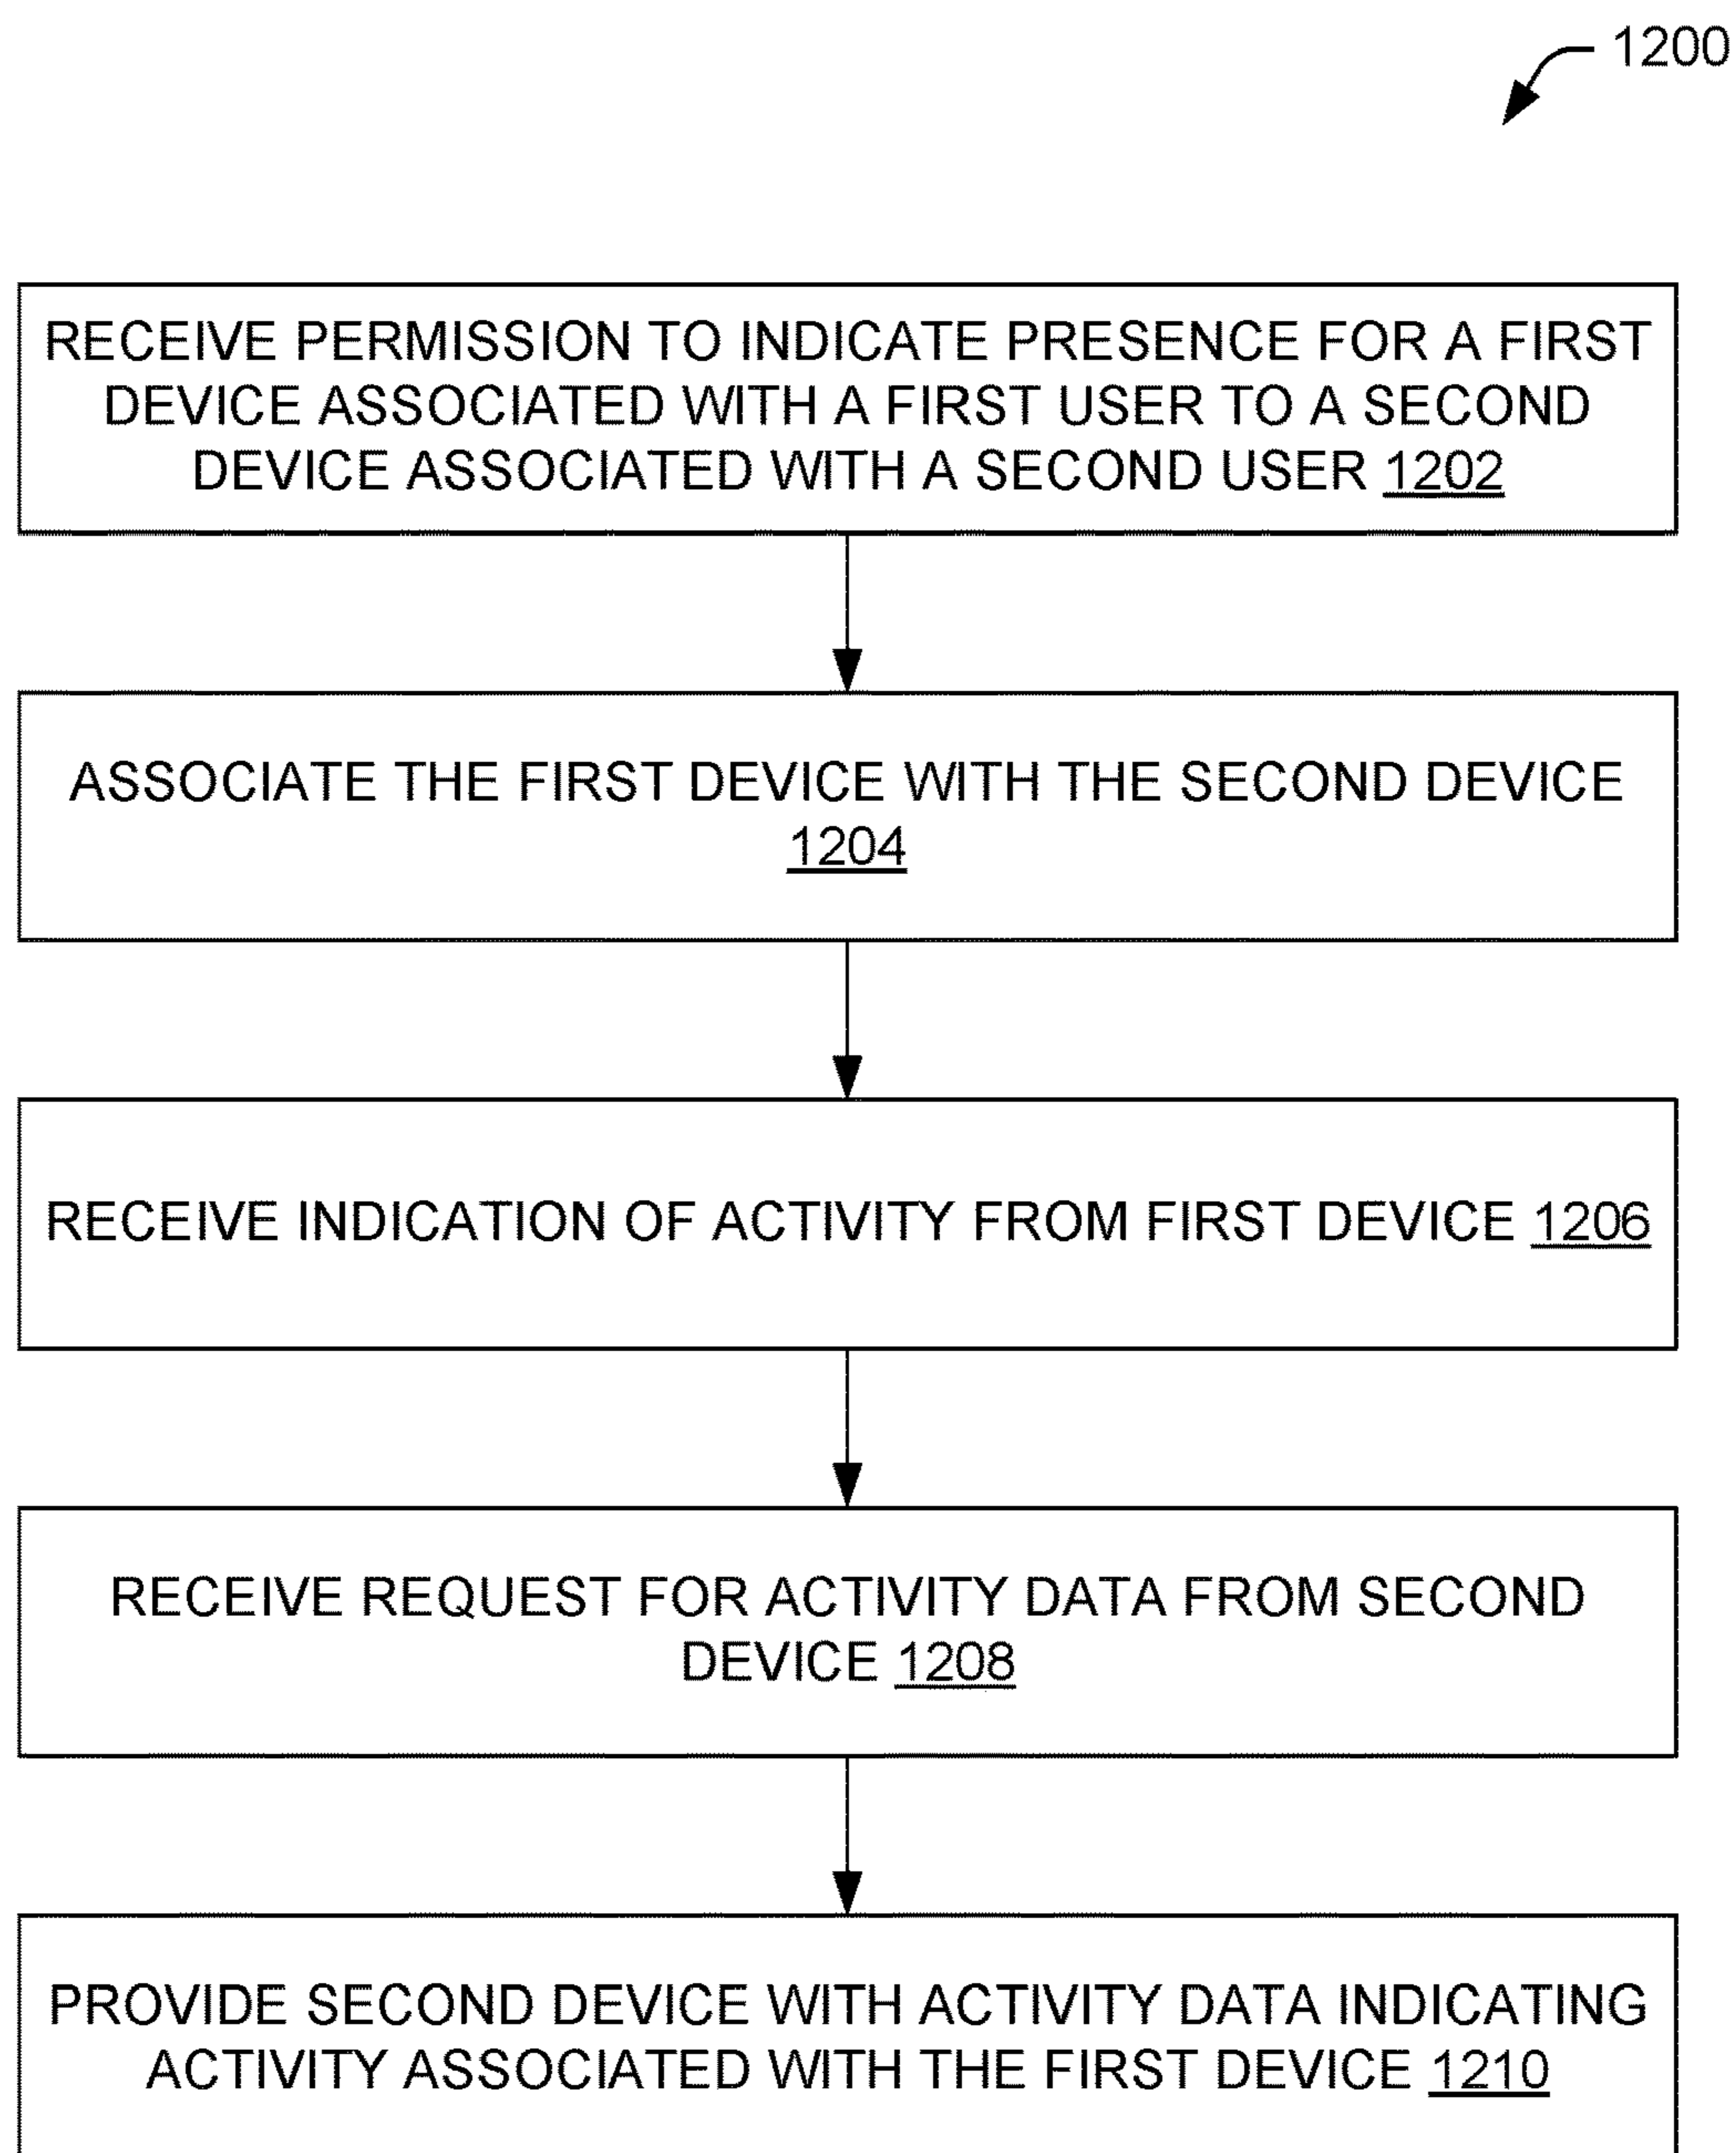 1200
RECEIVE PERMISSION TO INDICATE PRESENCE FOR A FIRST
DEVICE ASSOCIATED WITH A FIRST USER TO A SECOND
DEVICE ASSOCIATED WITH A SECOND USER 1202
ASSOCIATE THE FIRST DEVICE WITH THE SECOND DEVICE
1204
RECEIVE INDICATION OF ACTIVITY FROM FIRST DEVICE 1206
RECEIVE REQUEST FOR ACTIVITY DATA FROM SECOND
DEVICE 1208
PROVIDE SECOND DEVICE WITH ACTIVITY DATA INDICATING
ACTIVITY ASSOCIATED WITH THE FIRST DEVICE 1210